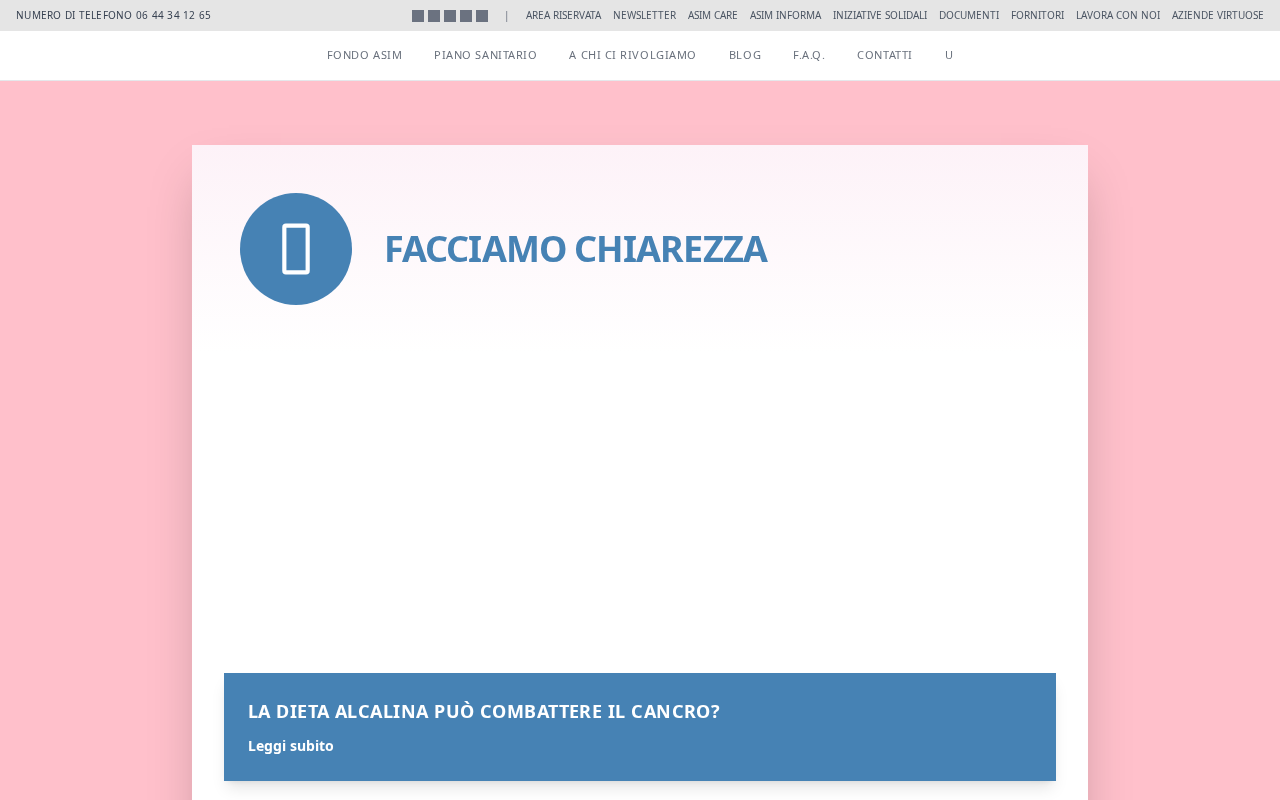 NUMERO DI TELEFONO 06 44 34 12 65
| AREA RISERVATA NEWSLETTER ASIM CARE ASIM INFORMA INIZIATIVE SOLIDALI DOCUMENTI FORNITORI LAVORA CON NOI AZIENDE VIRTUOSE
FONDO ASIM PIANO SANITARIO A CHI CI RIVOLGIAMO BLOG F.A.Q. CONTATTI U
FACCIAMO CHIAREZZA
LA DIETA ALCALINA PUÒ COMBATTERE IL CANCRO?
Leggi subito